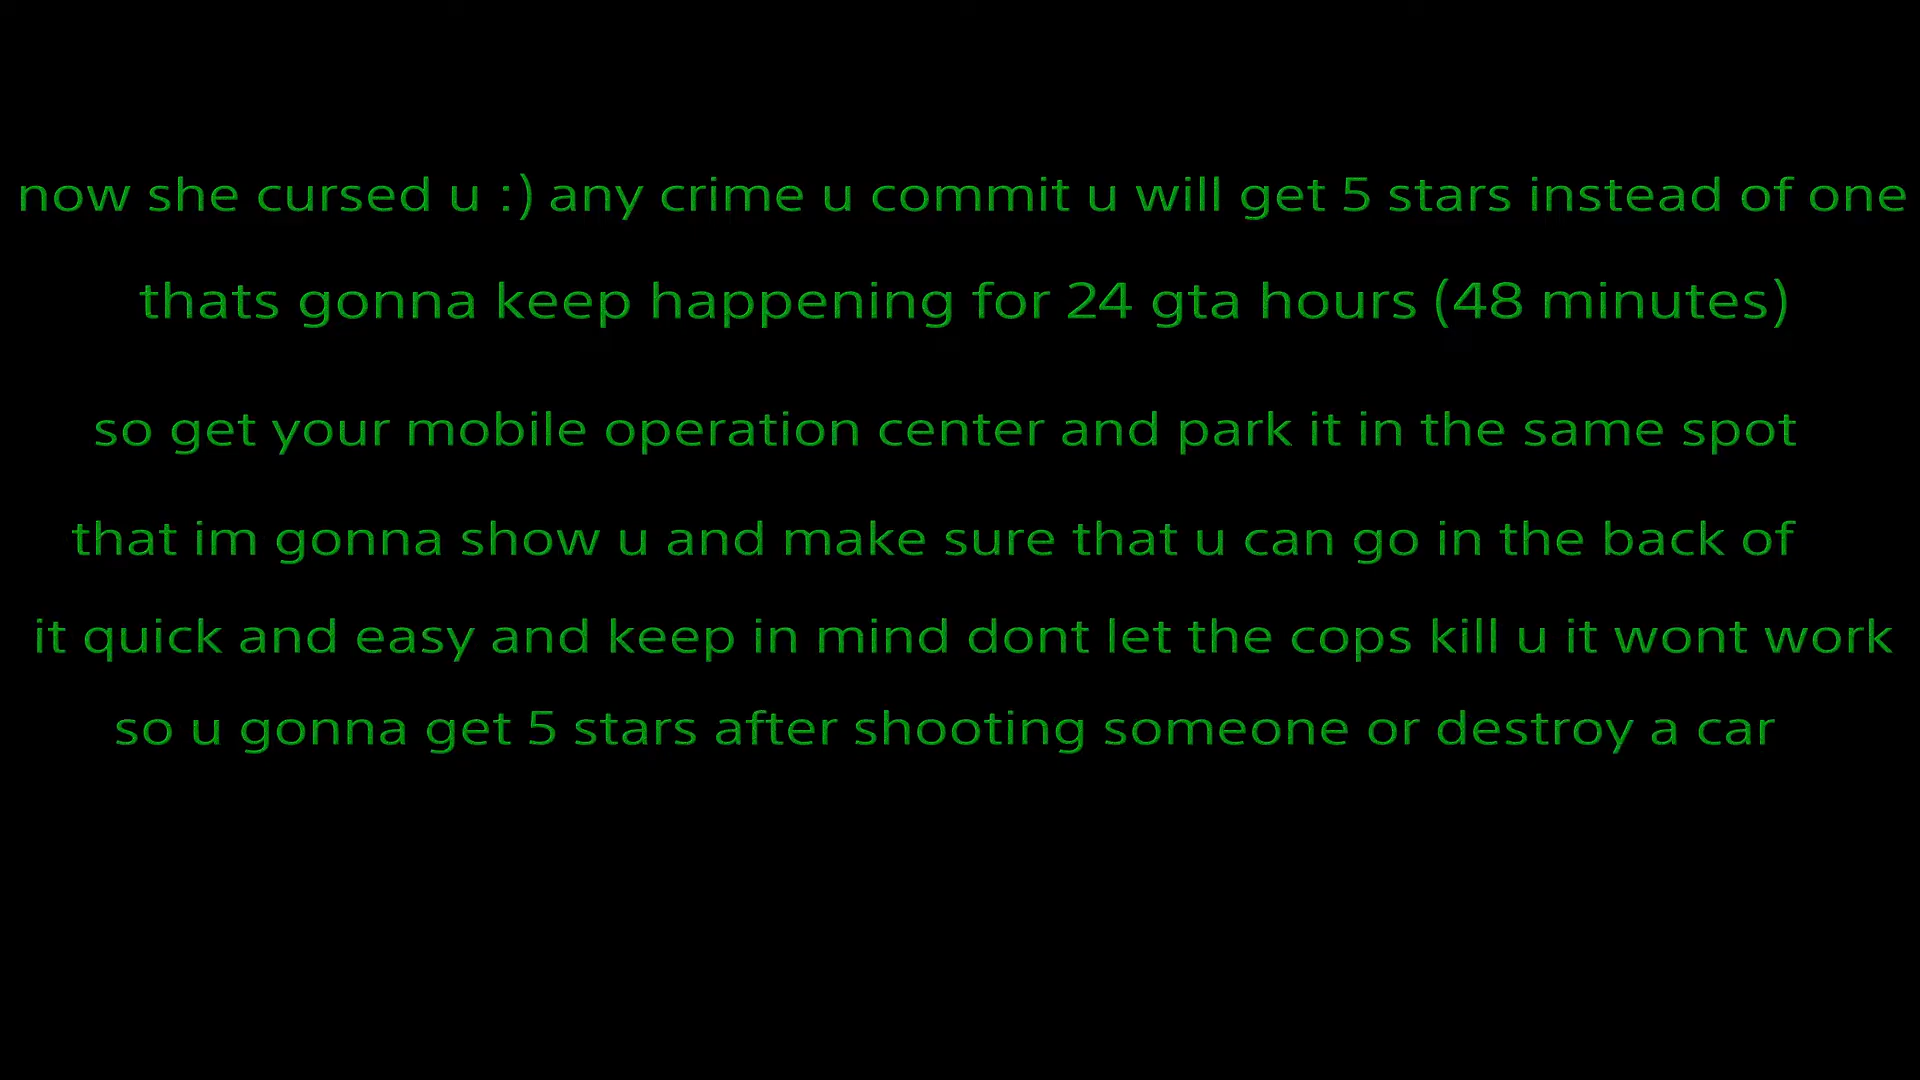 now she cursed u :) any crime u commit u will get 5 stars instead of one
thats gonna keep happening for 24 gta hours (48 minutes)
so get your mobile operation center and park it in the same spot
that im gonna show u and make sure that u can go in the back of
it quick and easy and keep in mind dont let the cops kill u it wont work
so u gonna get 5 stars after shooting someone or destroy a car